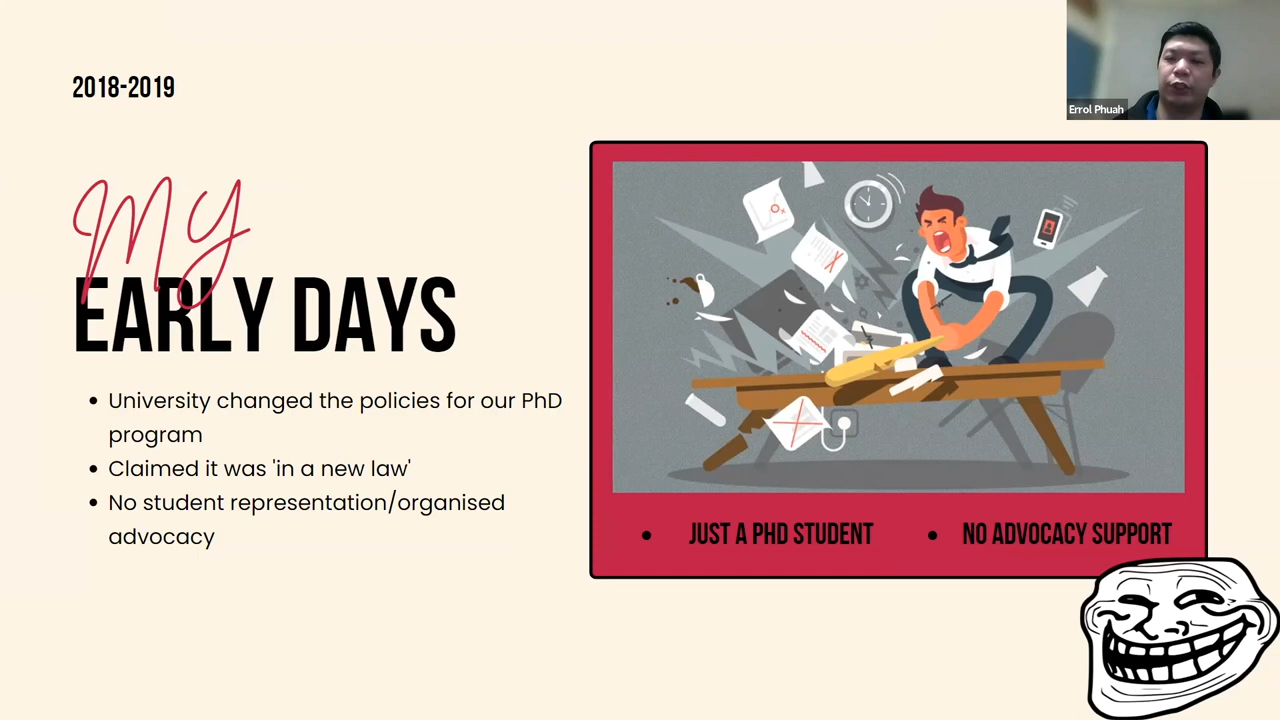 2018-2019
Errol Phuah
My
EARLY DAYS
• University changed the policies for our PhD
program
• Claimed it was 'in a new law'
• No student representation/organised
advocacy
• JUST A PHD STUDENT
• NO ADVOCACY SUPPORT